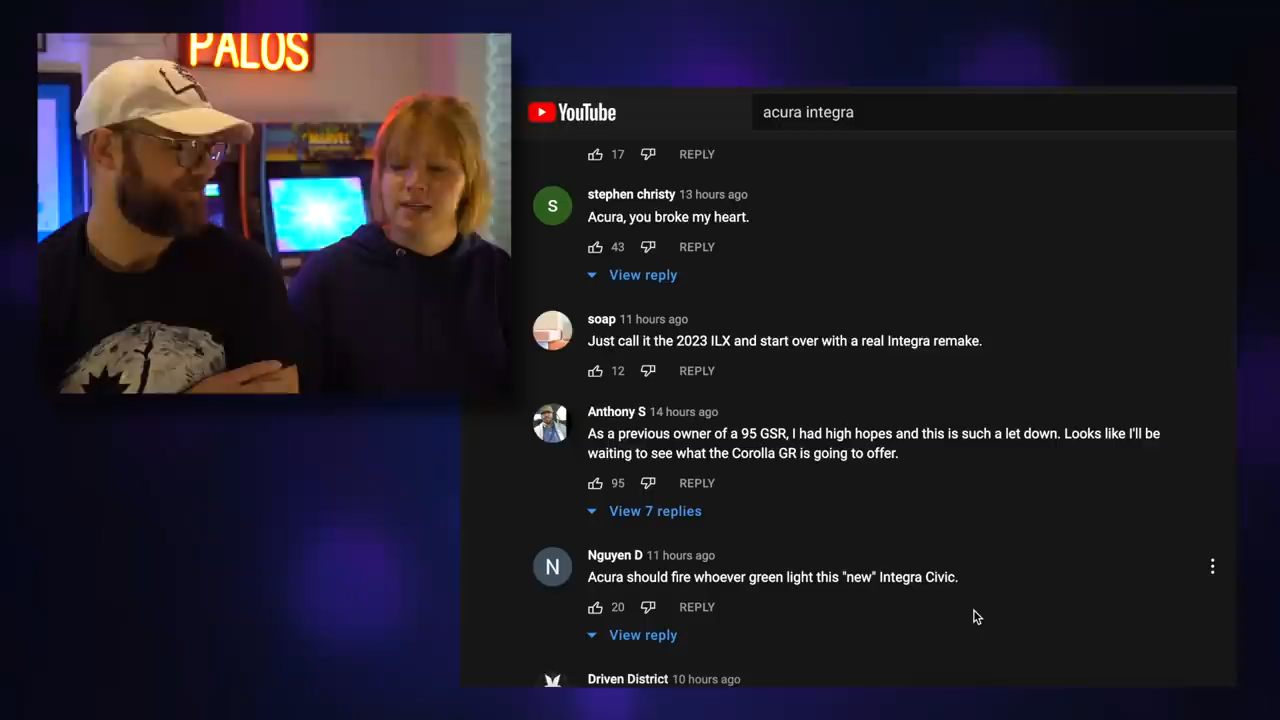 PALOS
MARVEL
YouTube
acura integra
17 REPLY
stephen christy 13 hours ago
S
Acura, you broke my heart.
43 REPLY
View reply
soap 11 hours ago
Just call it the 2023 ILX and start over with a real Integra remake.
12 REPLY
Anthony S 14 hours ago
As a previous owner of a 95 GSR, I had high hopes and this is such a let down. Looks like I'll be
waiting to see what the Corolla GR is going to offer.
95 REPLY
View 7 replies
Nguyen D 11 hours ago
N
Acura should fire whoever green light this "new" Integra Civic.
20 REPLY
View reply
Driven District 10 hours ago